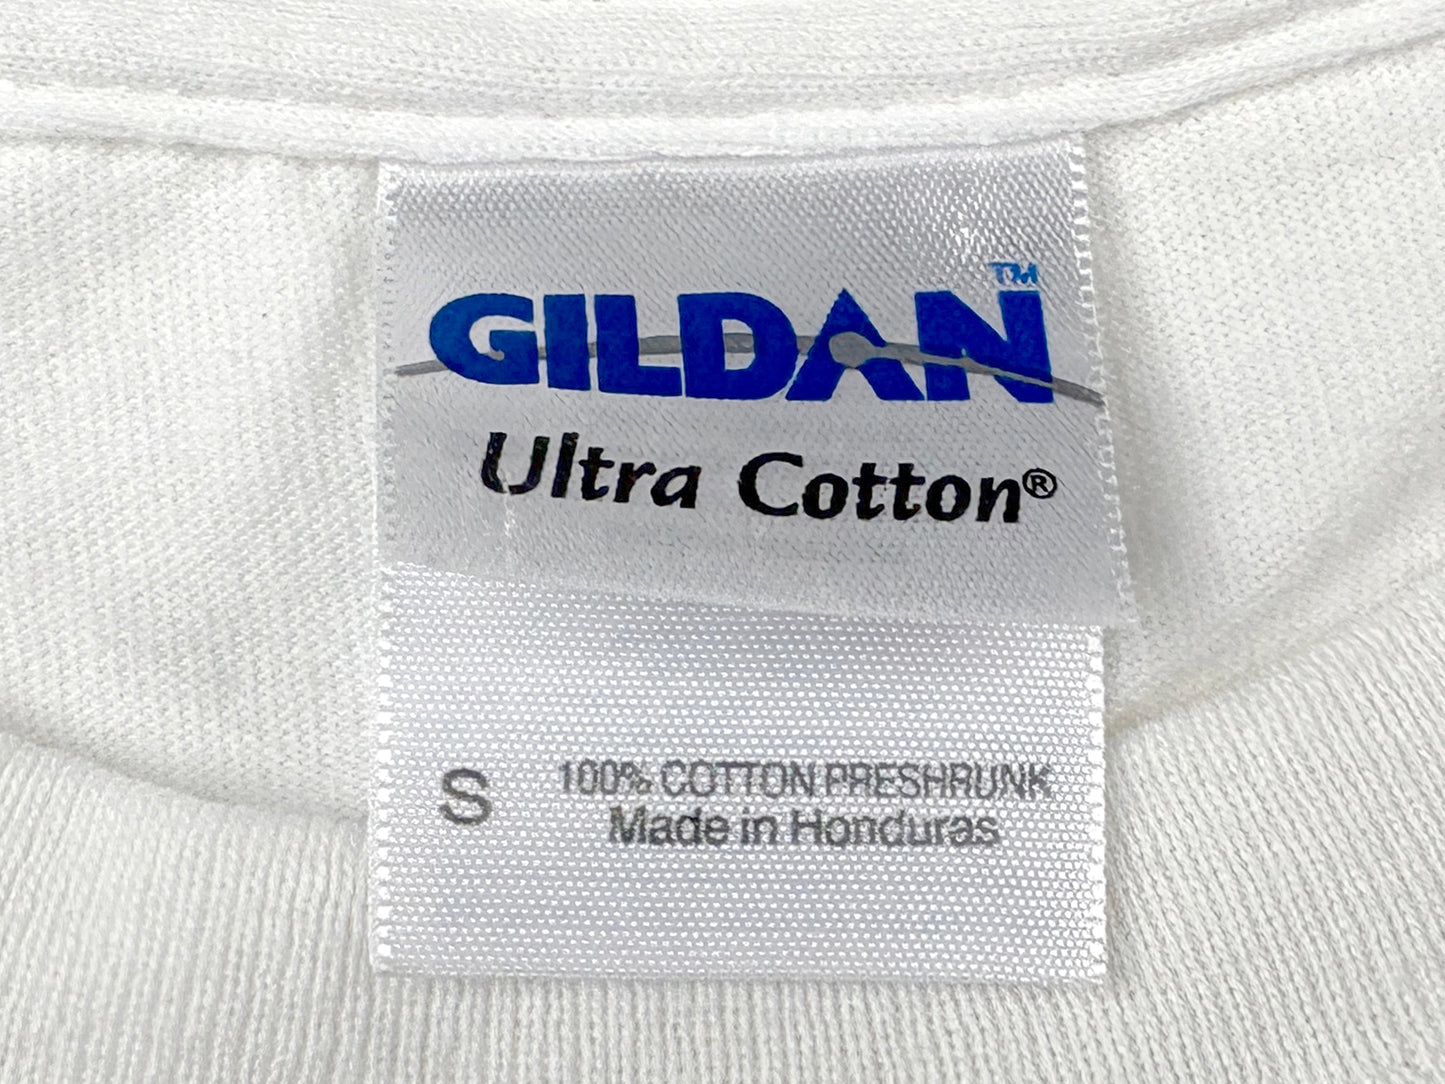 GILDAN™
Ultra Cotton®
S
100% COTTON PRESHRUNK
Made in Honduras